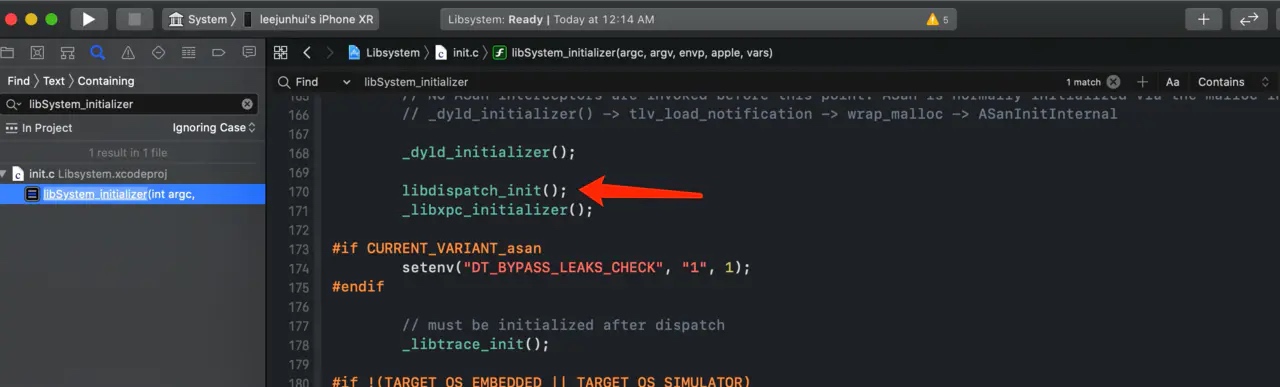 System 〉 leejunhui's iPhone XR
Libsystem: Ready | Today at 12:14 AM
5
Find 〉 Text 〉 Containing
libSystem_initializer
In Project
Ignoring Case
1 result in 1 file
init.c Libsystem.xcodeproj
libSystem_initializer(int argc,
Libsystem 〉 init.c 〉 libSystem_initializer(argc, argv, envp, apple, vars)
Find libSystem_initializer 1 match Aa Contains
165 // No ASan interceptors are invoked before this point. ASan is normally initialized via the malloc in
166 // _dyld_initializer() -> tlv_load_notification -> wrap_malloc -> ASanInitInternal
167
168 _dyld_initializer();
169
170 libdispatch_init();
171 _libxpc_initializer();
172
173 #if CURRENT_VARIANT_asan
174 setenv("DT_BYPASS_LEAKS_CHECK", "1", 1);
175 #endif
176
177 // must be initialized after dispatch
178 _libtrace_init();
179
180 #if !(TARGET_OS_EMBEDDED || TARGET_OS_SIMULATOR)